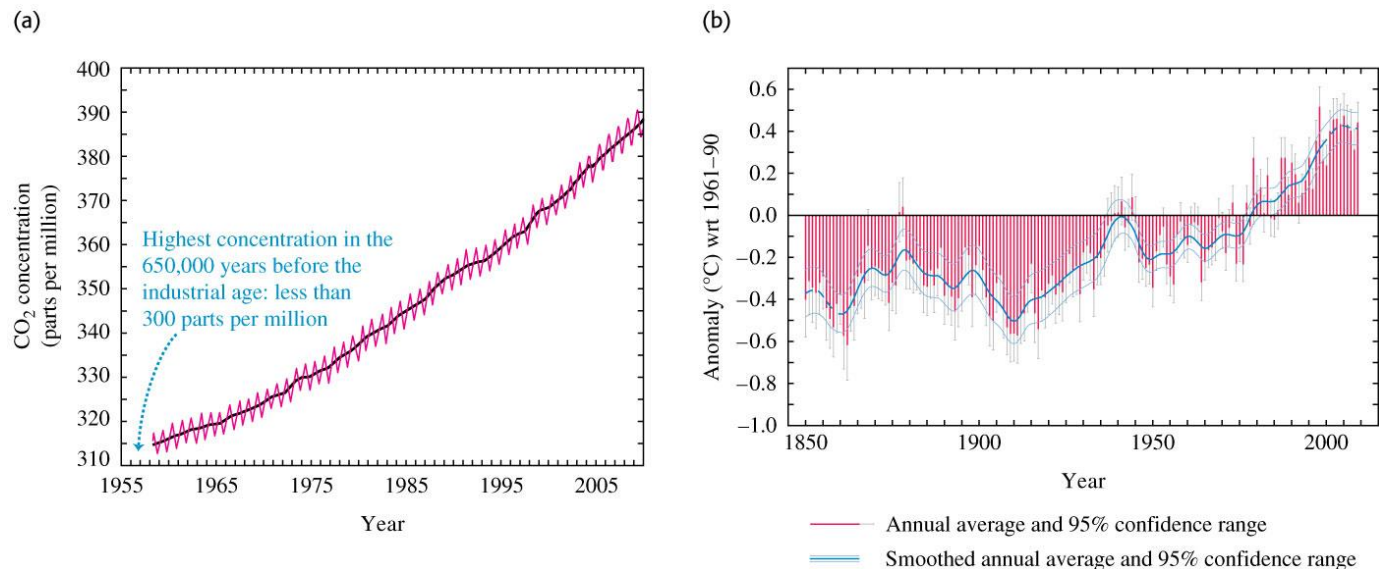 (a)
400
390
380
370
360
350
340
330
320
310
CO2 concentration
(parts per million)
Highest concentration in the
650,000 years before the
industrial age: less than
300 parts per million
1955 1965 1975 1985 1995 2005
Year
(b)
0.6
0.4
0.2
0.0
−0.2
−0.4
−0.6
−0.8
−1.0
Anomaly (°C) wrt 1961–90
1850 1900 1950 2000
Year
Annual average and 95% confidence range
Smoothed annual average and 95% confidence range